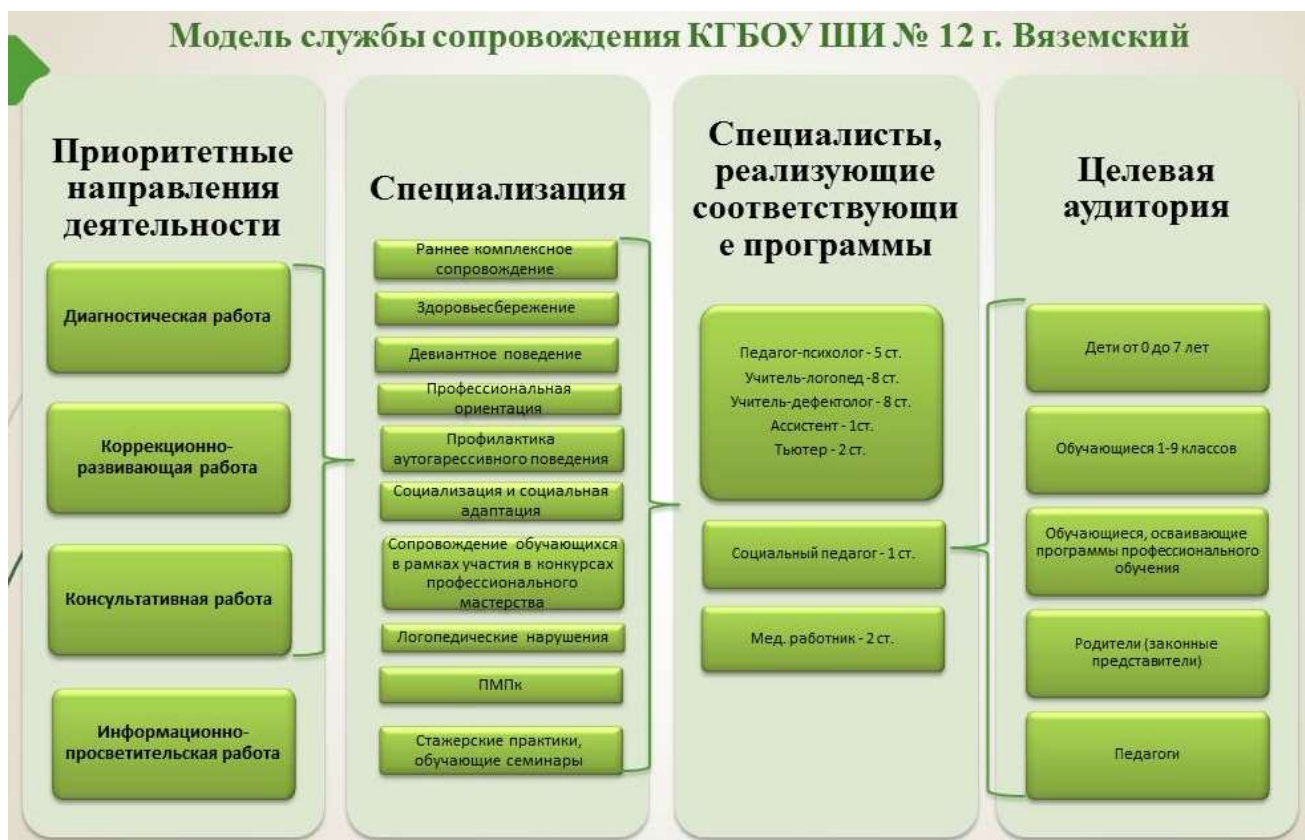 Модель службы сопровождения КГБОУ ШИ № 12 г. Вяземский
Приоритетные
направления
деятельности
Диагностическая работа
Коррекционно-
развивающая работа
Консультативная работа
Информационно-
просветительская работа
Специализация
Раннее комплексное
сопровождение
Здоровьесбережение
Девиантное поведение
Профессиональная
ориентация
Профилактика
аутогарессивного поведения
Социализация и социальная
адаптация
Сопровождение обучающихся
в рамках участия в конкурсах
профессионального
мастерства
Логопедические нарушения
ПМПк
Стажерские практики,
обучающие семинары
Специалисты,
реализующие
соответствующи
е программы
Педагог-психолог - 5 ст.
Учитель-логопед -8 ст.
Учитель-дефектолог - 8 ст.
Ассистент - 1ст.
Тьютер - 2 ст.
Социальный педагог - 1 ст.
Мед. работник - 2 ст.
Целевая
аудитория
Дети от 0 до 7 лет
Обучающиеся 1-9 классов
Обучающиеся, осваивающие
программы профессионального
обучения
Родители (законные
представители)
Педагоги